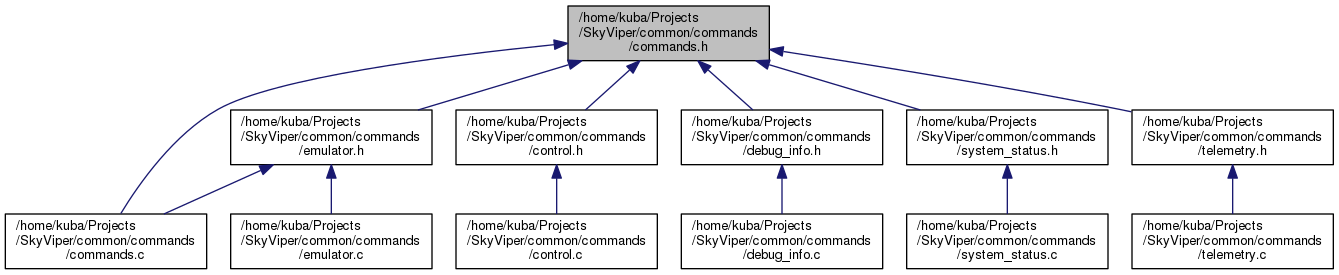 /home/kuba/Projects
/SkyViper/common/commands
/commands.h
/home/kuba/Projects
/SkyViper/common/commands
/emulator.h
/home/kuba/Projects
/SkyViper/common/commands
/control.h
/home/kuba/Projects
/SkyViper/common/commands
/debug_info.h
/home/kuba/Projects
/SkyViper/common/commands
/system_status.h
/home/kuba/Projects
/SkyViper/common/commands
/telemetry.h
/home/kuba/Projects
/SkyViper/common/commands
/commands.c
/home/kuba/Projects
/SkyViper/common/commands
/emulator.c
/home/kuba/Projects
/SkyViper/common/commands
/control.c
/home/kuba/Projects
/SkyViper/common/commands
/debug_info.c
/home/kuba/Projects
/SkyViper/common/commands
/system_status.c
/home/kuba/Projects
/SkyViper/common/commands
/telemetry.c